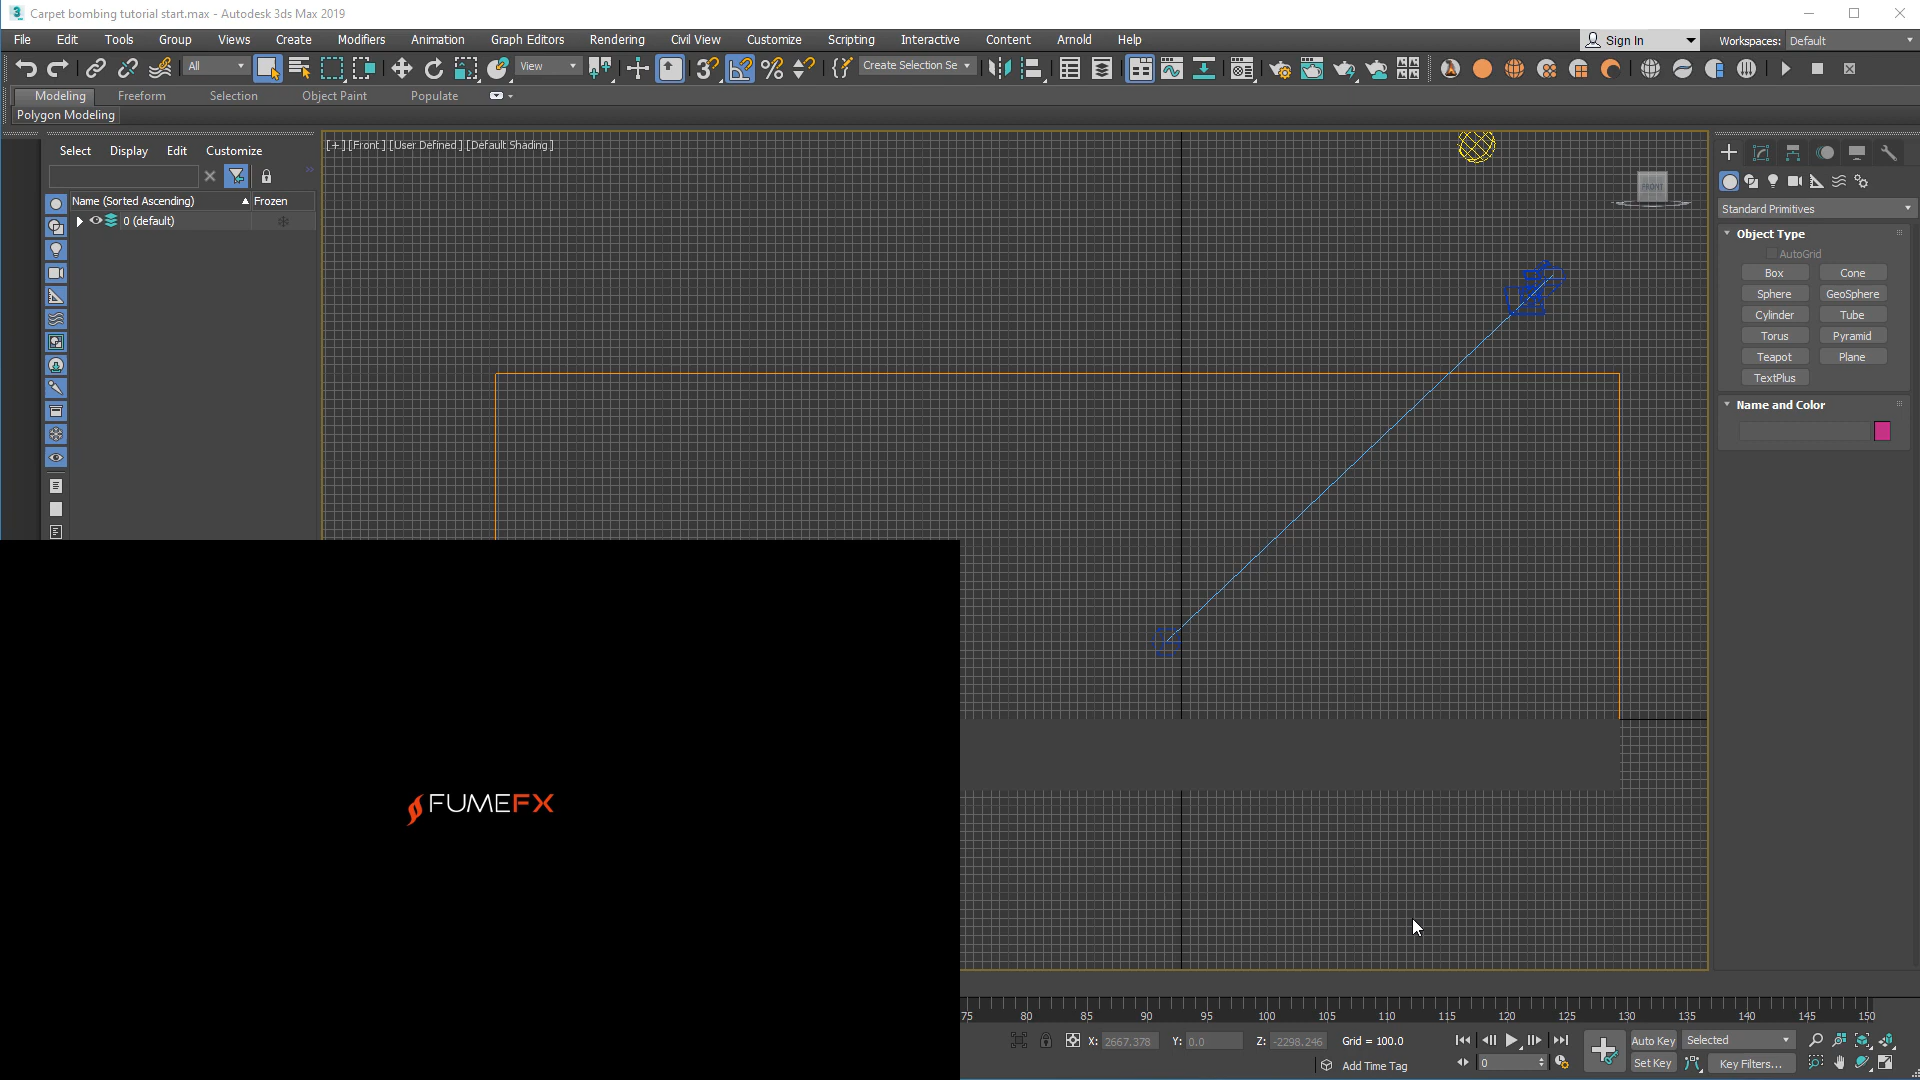 Carpet bombing tutorial start.max - Autodesk 3ds Max 2019
File Edit Tools Group Views Create Modifiers Animation Graph Editors Rendering Civil View Customize Scripting Interactive Content Arnold Help
Sign In Workspaces: Default
All View Create Selection Se
Modeling Freeform Selection Object Paint Populate
Polygon Modeling
Select Display Edit Customize
Name (Sorted Ascending) Frozen
0 (default)
[+] [Front] [User Defined] [Default Shading]
FRONT
Standard Primitives
Object Type
AutoGrid
Box Cone
Sphere GeoSphere
Cylinder Tube
Torus Pyramid
Teapot Plane
TextPlus
Name and Color
FUMEFX
75 80 85 90 95 100 105 110 115 120 125 130 135 140 145 150
X: 2667.378 Y: 0.0 Z: -2298.246 Grid = 100.0
Auto Key Selected
Add Time Tag
0
Set Key Key Filters...